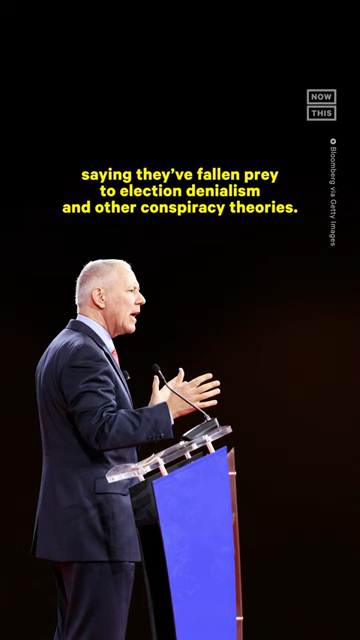 NOW
THIS
Bloomberg via Getty Images
saying they've fallen prey
to election denialism
and other conspiracy theories.